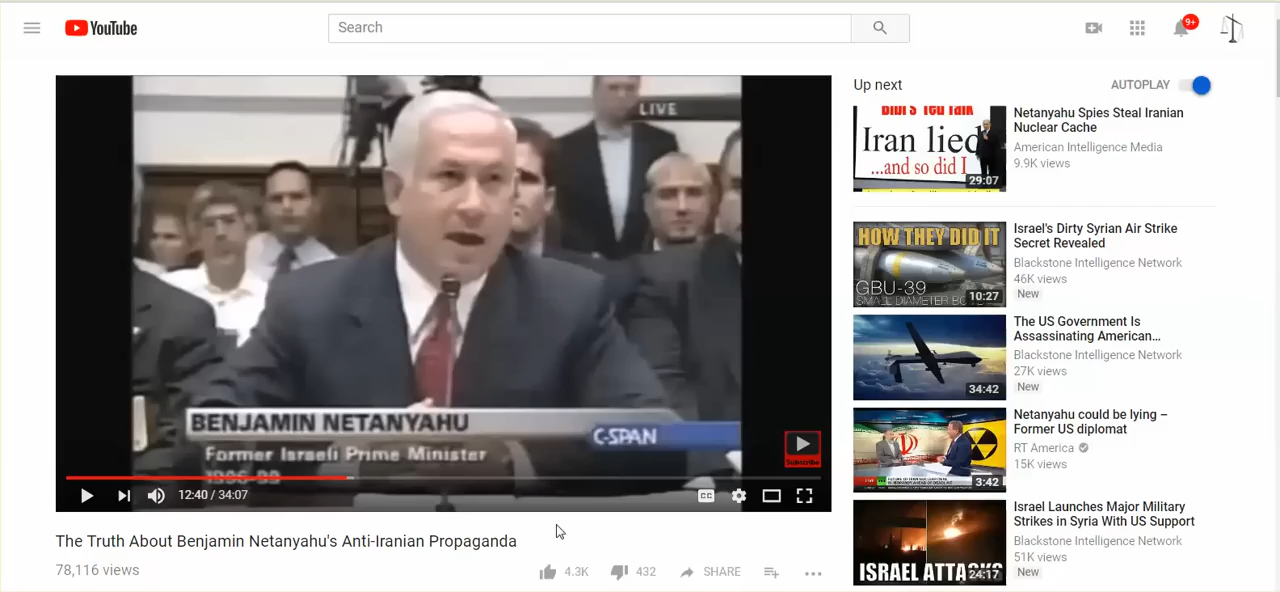 YouTube
Search
9+
LIVE
BENJAMIN NETANYAHU
C-SPAN
Former Israeli Prime Minister
1996-99
Subscribe
12:40 / 34:07
CC
The Truth About Benjamin Netanyahu's Anti-Iranian Propaganda
78,116 views
4.3K
432
SHARE
Up next
AUTOPLAY
Iran lied
...and so did I
29:07
Netanyahu Spies Steal Iranian
Nuclear Cache
American Intelligence Media
9.9K views
HOW THEY DID IT
GBU-39
SMALL DIAMETER
10:27
Israel's Dirty Syrian Air Strike
Secret Revealed
Blackstone Intelligence Network
46K views
New
34:42
The US Government Is
Assassinating American...
Blackstone Intelligence Network
27K views
New
3:42
Netanyahu could be lying –
Former US diplomat
RT America
15K views
ISRAEL ATTACKS
24:17
Israel Launches Major Military
Strikes in Syria With US Support
Blackstone Intelligence Network
51K views
New